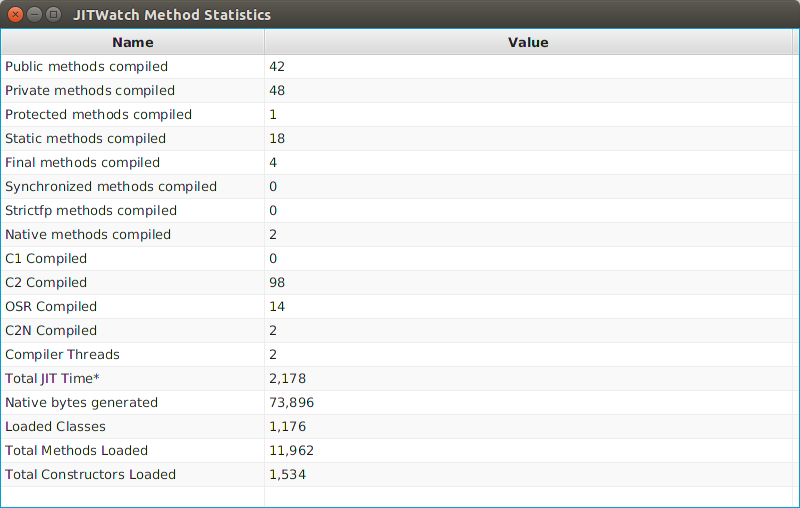 JITWatch Method Statistics
Name Value
Public methods compiled 42
Private methods compiled 48
Protected methods compiled 1
Static methods compiled 18
Final methods compiled 4
Synchronized methods compiled 0
Strictfp methods compiled 0
Native methods compiled 2
C1 Compiled 0
C2 Compiled 98
OSR Compiled 14
C2N Compiled 2
Compiler Threads 2
Total JIT Time* 2,178
Native bytes generated 73,896
Loaded Classes 1,176
Total Methods Loaded 11,962
Total Constructors Loaded 1,534